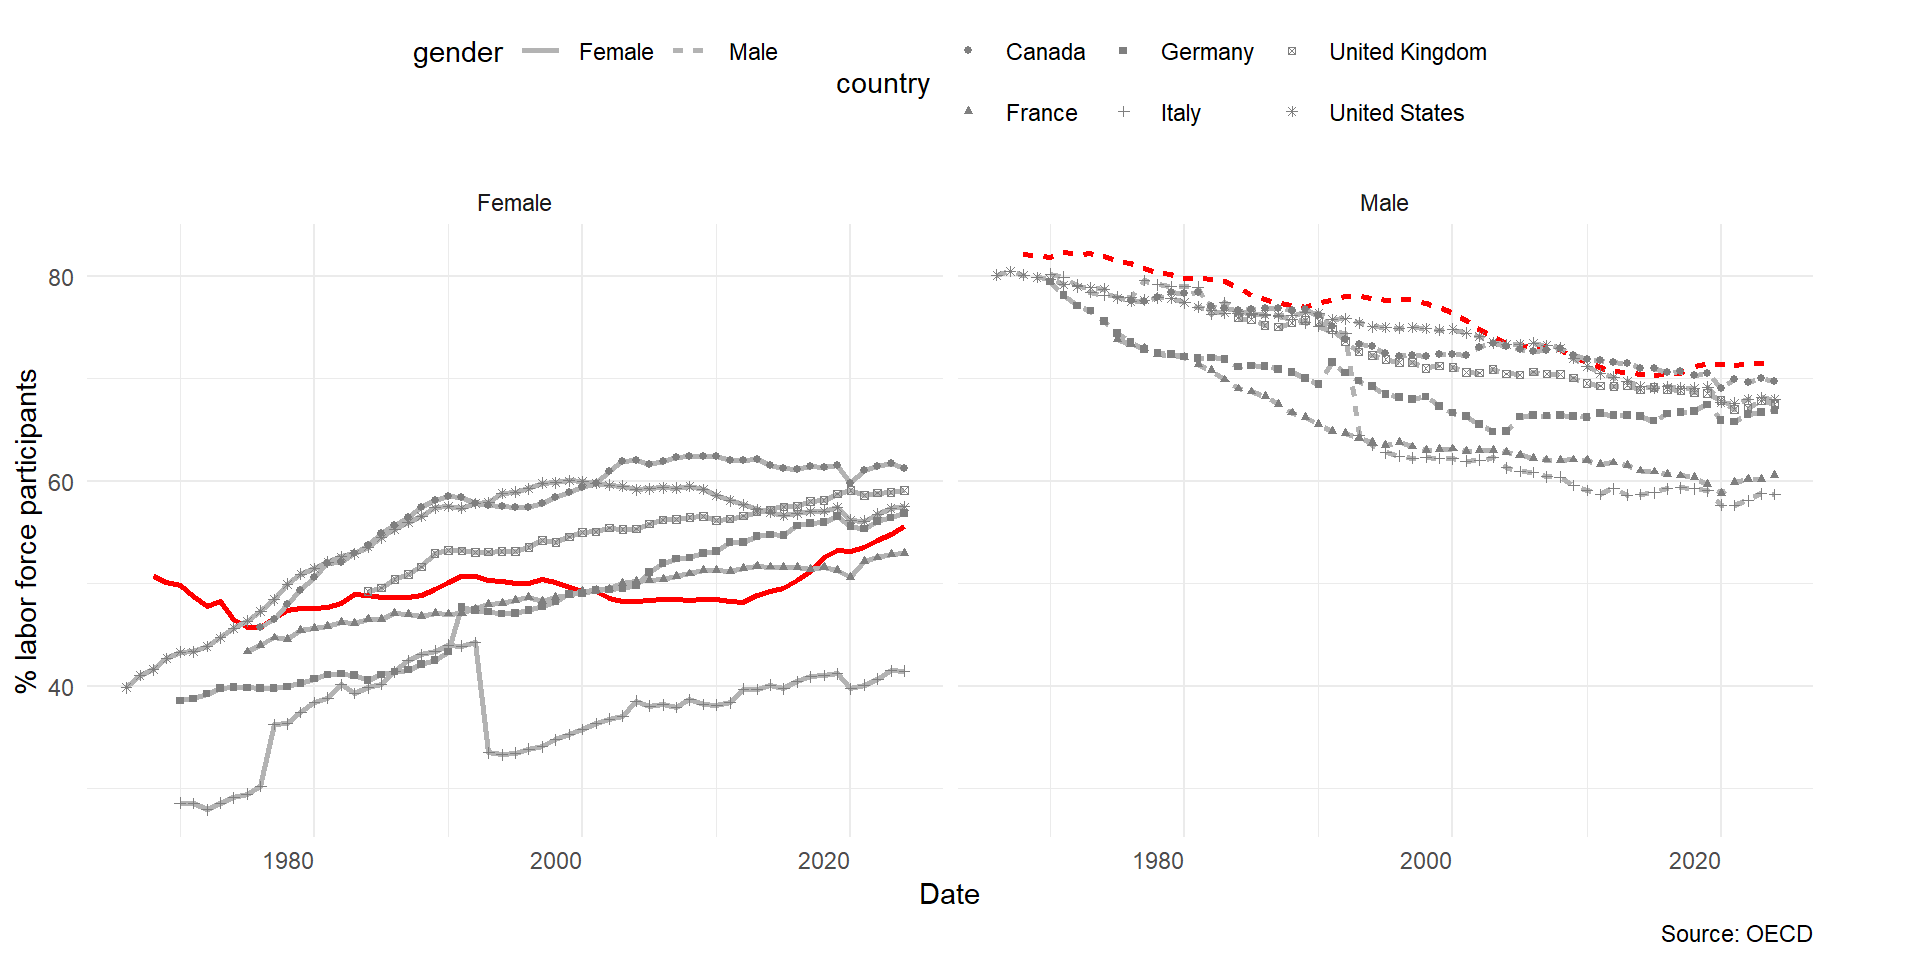 gender Female Male
country
Canada Germany United Kingdom
France Italy United States
Female Male
80
60
40
% labor force participants
1980 2000 2020 1980 2000 2020
Date
Source: OECD